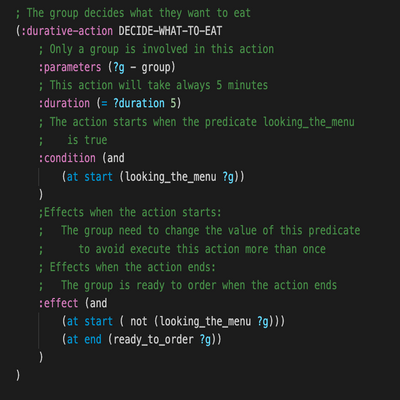 ; The group decides what they want to eat
(:durative-action DECIDE-WHAT-TO-EAT
; Only a group is involved in this action
:parameters (?g - group)
; This action will take always 5 minutes
:duration (= ?duration 5)
; The action starts when the predicate looking_the_menu
;    is true
:condition (and
(at start (looking_the_menu ?g))
)
;Effects when the action starts:
;   The group need to change the value of this predicate
;      to avoid execute this action more than once
; Effects when the action ends:
;   The group is ready to order when the action ends
:effect (and
(at start ( not (looking_the_menu ?g)))
(at end (ready_to_order ?g))
)
)